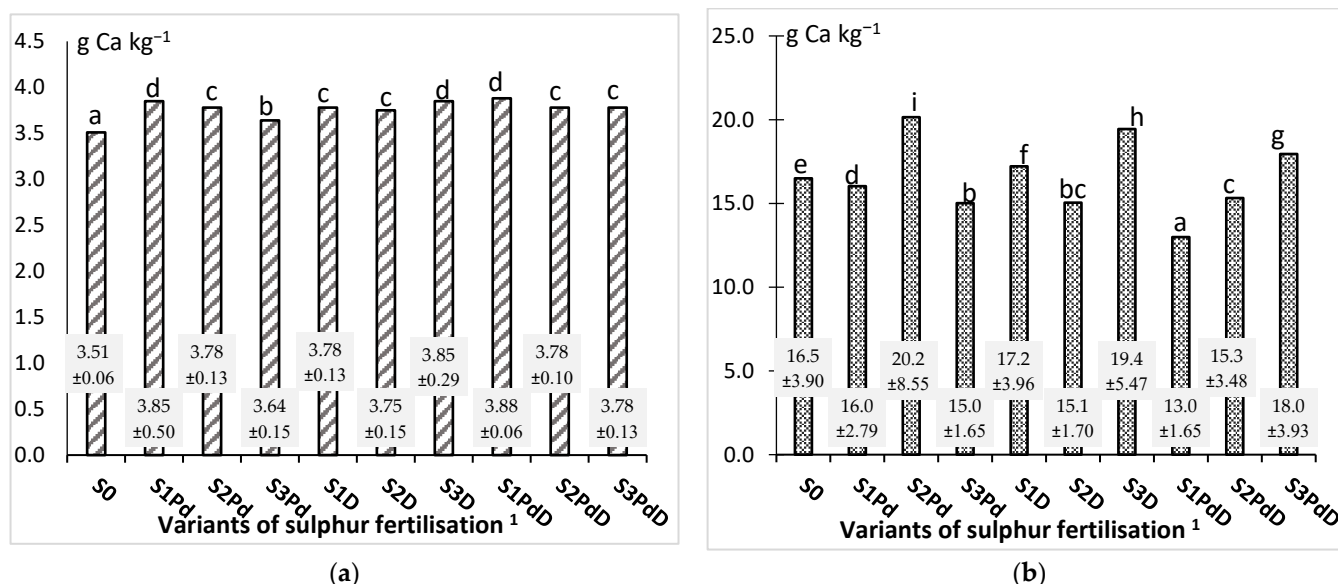 g Ca kg⁻¹
4.5
4.0
3.5
3.0
2.5
2.0
1.5
1.0
0.5
0.0
a
d
c
b
c
c
d
d
c
c
3.51
±0.06
3.85
±0.50
3.78
±0.13
3.64
±0.15
3.78
±0.13
3.75
±0.15
3.85
±0.29
3.88
±0.06
3.78
±0.10
3.78
±0.13
S0
S1Pd
S2Pd
S3Pd
S1D
S2D
S3D
S1PdD
S2PdD
S3PdD
Variants of sulphur fertilisation ¹
(a)
g Ca kg⁻¹
25.0
20.0
15.0
10.0
5.0
0.0
e
d
i
b
f
bc
h
a
c
g
16.5
±3.90
16.0
±2.79
20.2
±8.55
15.0
±1.65
17.2
±3.96
15.1
±1.70
19.4
±5.47
13.0
±1.65
15.3
±3.48
18.0
±3.93
S0
S1Pd
S2Pd
S3Pd
S1D
S2D
S3D
S1PdD
S2PdD
S3PdD
Variants of sulphur fertilisation ¹
(b)